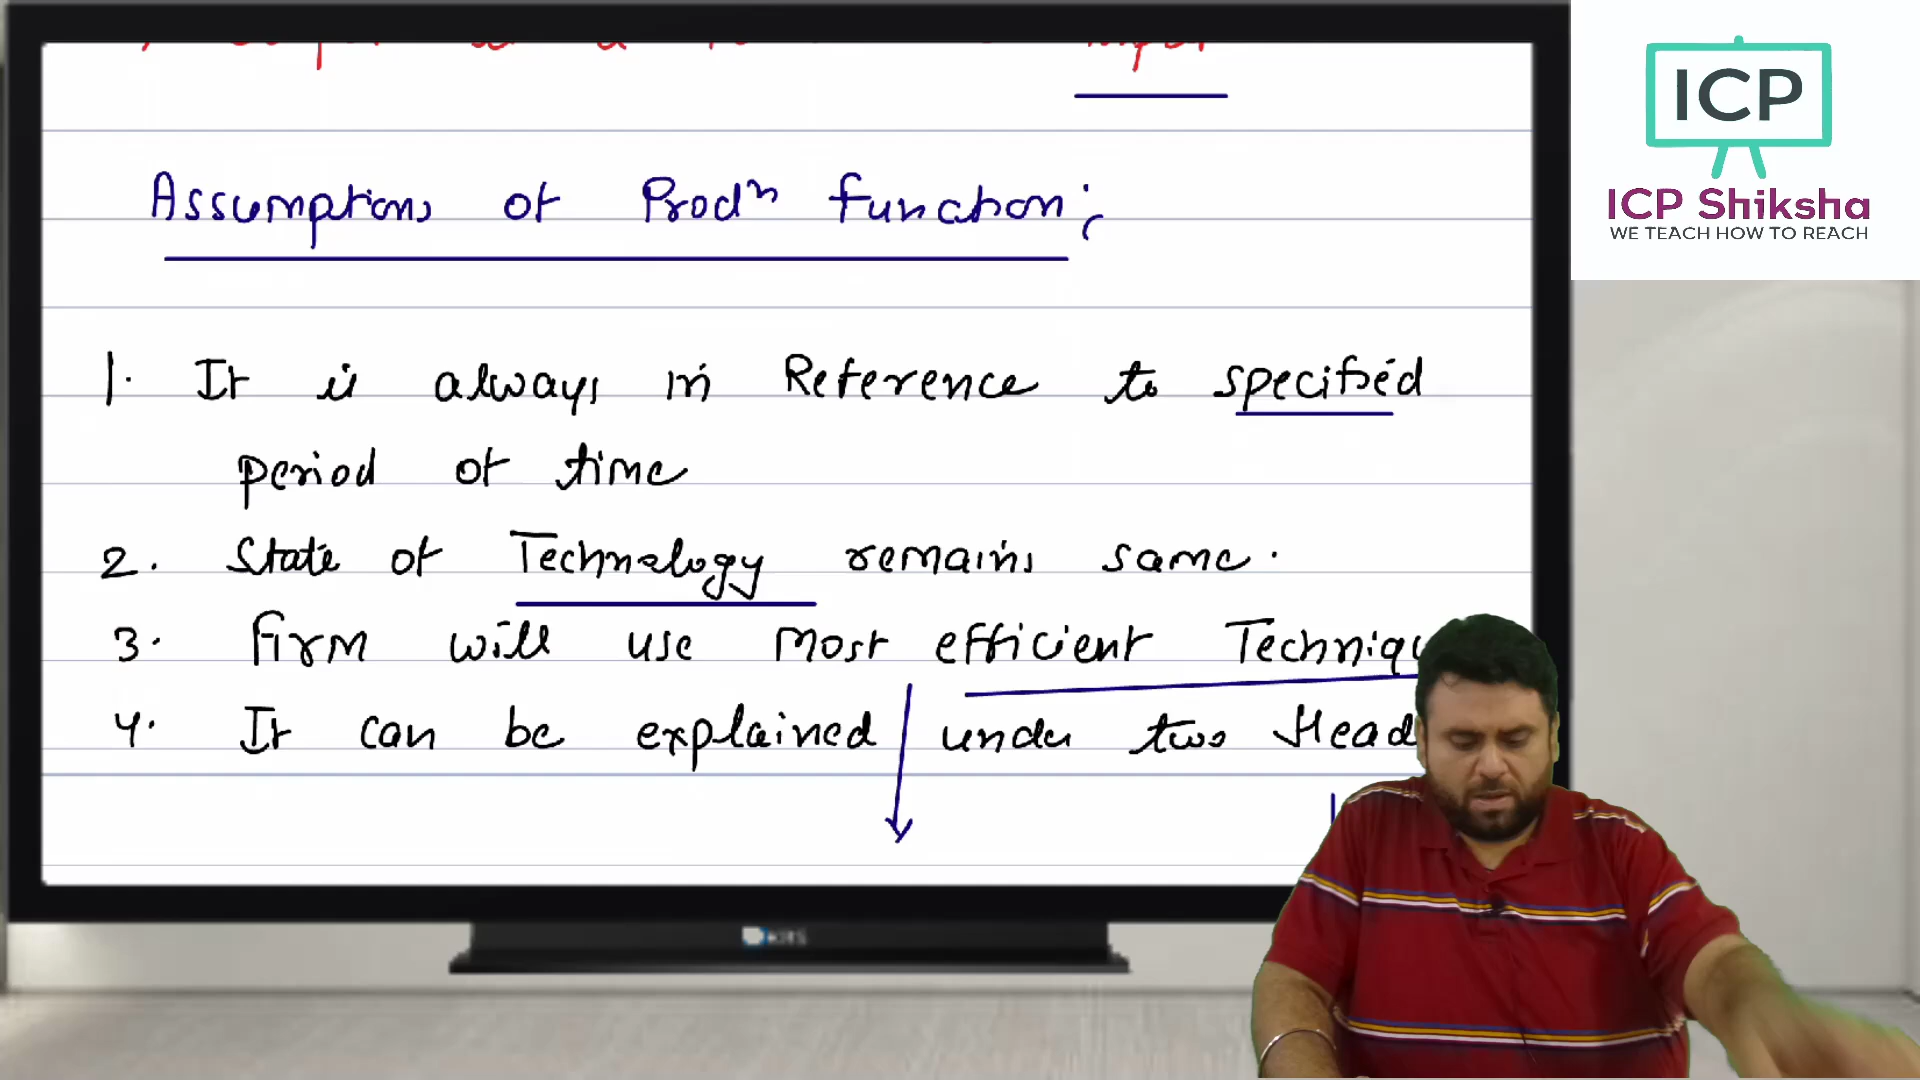 Assumptions of Prodn function:
1. It is always in Reference to specified
period of time
2. State of Technology remains same.
3. Firm will use most efficient Techniqu
4. It can be explained under two Head
ICP
ICP Shiksha
WE TEACH HOW TO REACH